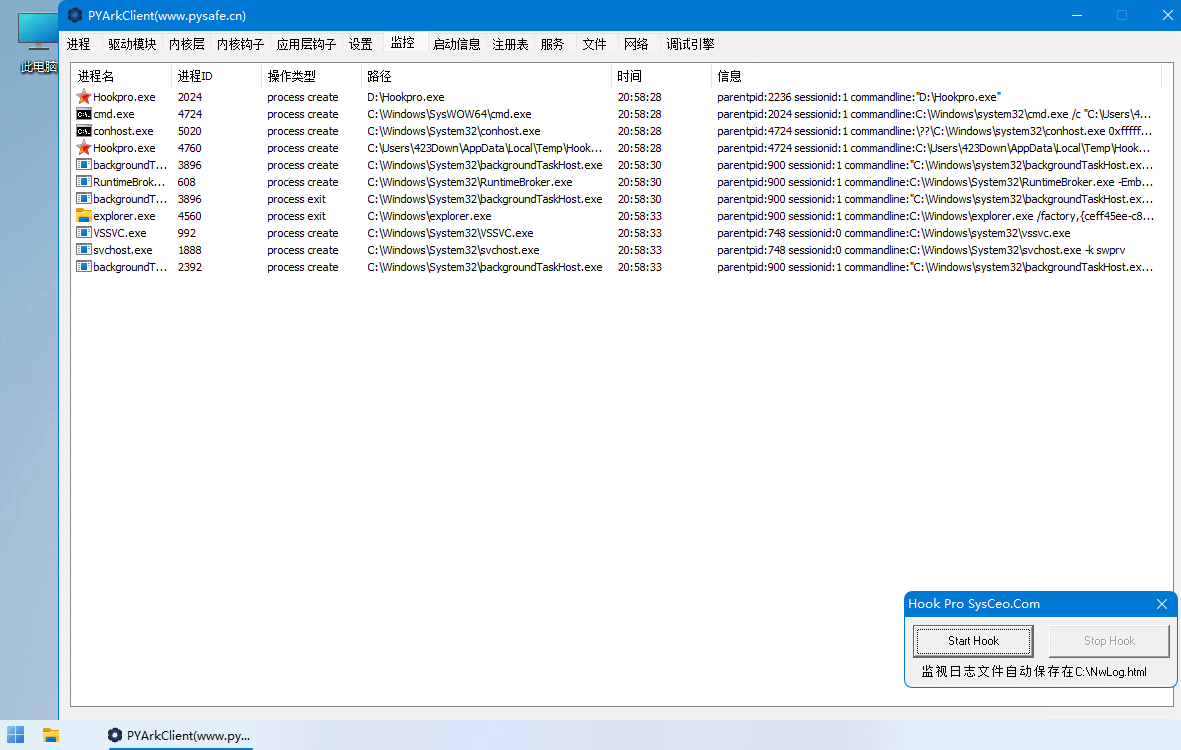 PYArkClient(www.pysafe.cn)
此电脑
进程 驱动模块 内核层 内核钩子 应用层钩子 设置 监控 启动信息 注册表 服务 文件 网络 调试引擎
进程名 进程ID 操作类型 路径 时间 信息
Hookpro.exe 2024 process create D:\Hookpro.exe 20:58:28 parentpid:2236 sessionid:1 commandline:"D:\Hookpro.exe"
cmd.exe 4724 process create C:\Windows\SysWOW64\cmd.exe 20:58:28 parentpid:2024 sessionid:1 commandline:C:\Windows\system32\cmd.exe /c "C:\Users\4...
conhost.exe 5020 process create C:\Windows\System32\conhost.exe 20:58:28 parentpid:4724 sessionid:1 commandline:\??\C:\Windows\system32\conhost.exe 0xfffff...
Hookpro.exe 4760 process create C:\Users\423Down\AppData\Local\Temp\Hook... 20:58:28 parentpid:4724 sessionid:1 commandline:C:\Users\423Down\AppData\Local\Temp\Hook...
backgroundT... 3896 process create C:\Windows\System32\backgroundTaskHost.exe 20:58:30 parentpid:900 sessionid:1 commandline:"C:\Windows\system32\backgroundTaskHost.ex...
RuntimeBrok... 608 process create C:\Windows\System32\RuntimeBroker.exe 20:58:30 parentpid:900 sessionid:1 commandline:C:\Windows\System32\RuntimeBroker.exe -Emb...
backgroundT... 3896 process exit C:\Windows\System32\backgroundTaskHost.exe 20:58:30 parentpid:900 sessionid:1 commandline:"C:\Windows\system32\backgroundTaskHost.ex...
explorer.exe 4560 process exit C:\Windows\explorer.exe 20:58:33 parentpid:900 sessionid:1 commandline:C:\Windows\explorer.exe /factory,{ceff45ee-c8...
VSSVC.exe 992 process create C:\Windows\System32\VSSVC.exe 20:58:33 parentpid:748 sessionid:0 commandline:C:\Windows\system32\vssvc.exe
svchost.exe 1888 process create C:\Windows\System32\svchost.exe 20:58:33 parentpid:748 sessionid:0 commandline:C:\Windows\System32\svchost.exe -k swprv
backgroundT... 2392 process create C:\Windows\System32\backgroundTaskHost.exe 20:58:33 parentpid:900 sessionid:1 commandline:"C:\Windows\system32\backgroundTaskHost.ex...
Hook Pro SysCeo.Com
Start Hook Stop Hook
监视日志文件自动保存在C:\NwLog.html
PYArkClient(www.py...